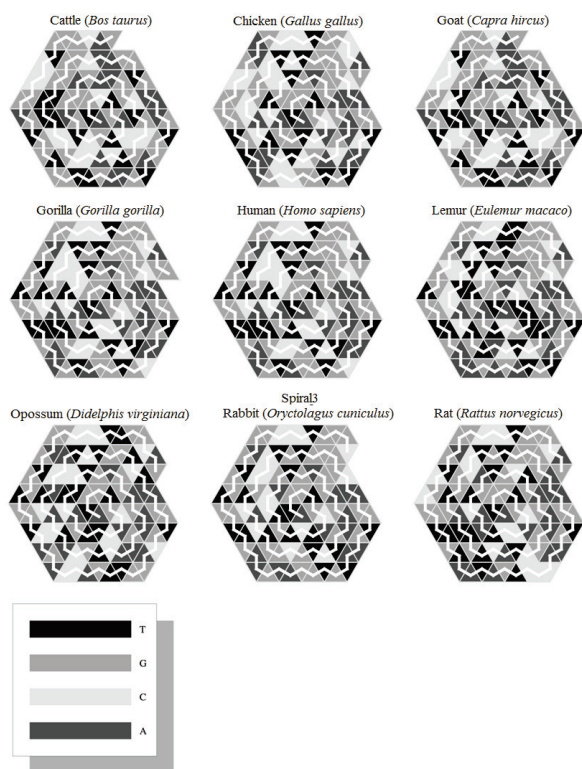 Cattle (Bos taurus)
Chicken (Gallus gallus)
Goat (Capra hircus)
Gorilla (Gorilla gorilla)
Human (Homo sapiens)
Lemur (Eulemur macaco)
Spiral3
Opossum (Didelphis virginiana)
Rabbit (Oryctolagus cuniculus)
Rat (Rattus norvegicus)
T
G
C
A